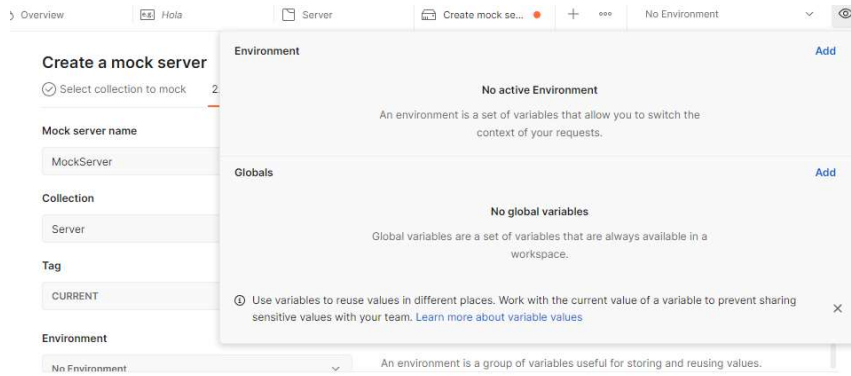 Overview
e.g. Hola
Server
Create mock se...
No Environment
Create a mock server
Select collection to mock 2
Mock server name
MockServer
Collection
Server
Tag
CURRENT
Environment
No Environment
Environment
Add
No active Environment
An environment is a set of variables that allow you to switch the
context of your requests.
Globals
Add
No global variables
Global variables are a set of variables that are always available in a
workspace.
Use variables to reuse values in different places. Work with the current value of a variable to prevent sharing
sensitive values with your team. Learn more about variable values
An environment is a group of variables useful for storing and reusing values.